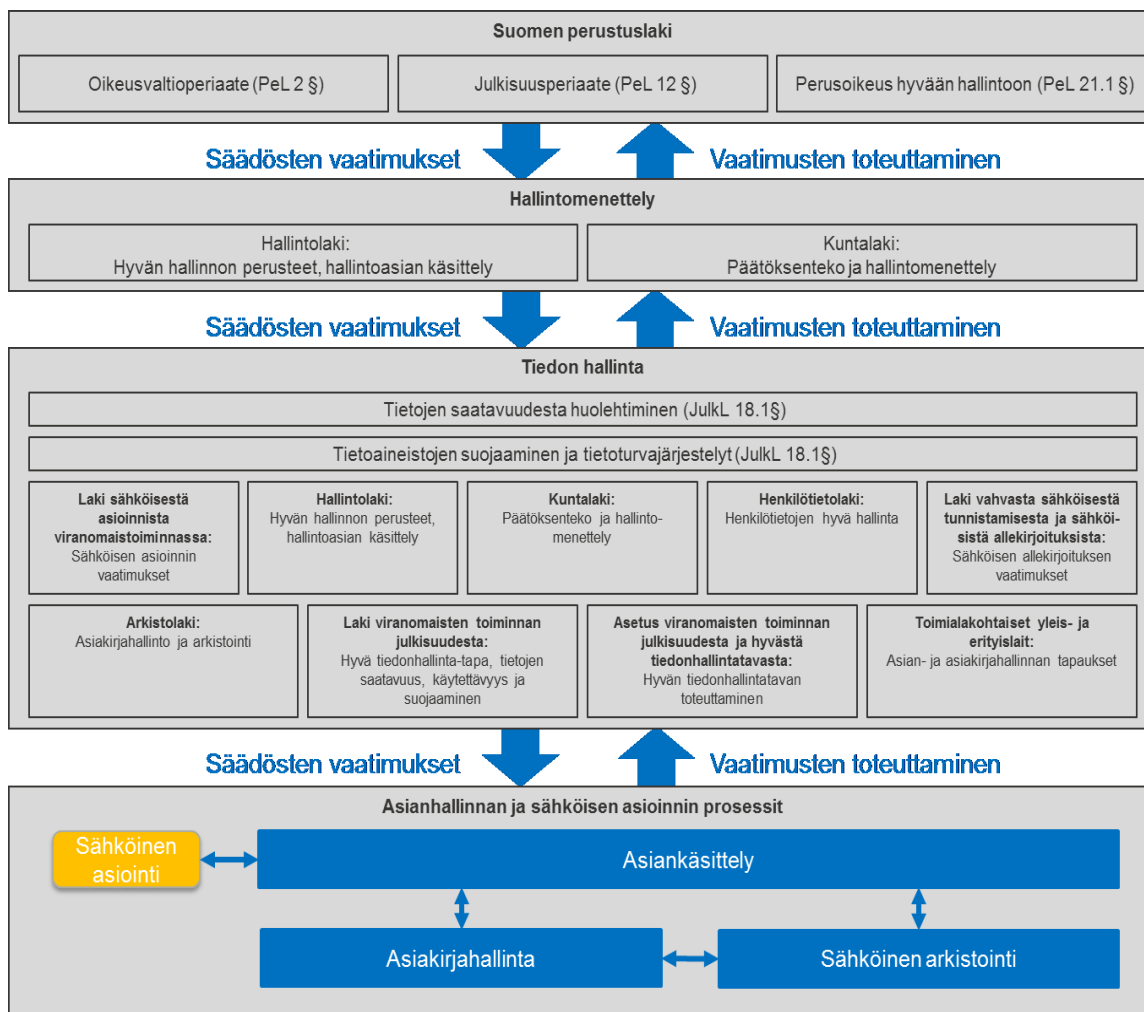 Suomen perustuslaki
Oikeusvaltioperiaate (PeL 2 §)
Julkisuusperiaate (PeL 12 §)
Perusoikeus hyvään hallintoon (PeL 21.1 §)
Säädösten vaatimukset
Vaatimusten toteuttaminen
Hallintomenettely
Hallintolaki:
Hyvän hallinnon perusteet, hallintoasian käsittely
Kuntalaki:
Päätöksenteko ja hallintomenettely
Säädösten vaatimukset
Vaatimusten toteuttaminen
Tiedon hallinta
Tietojen saatavuudesta huolehtiminen (JulkL 18.1§)
Tietoaineistojen suojaaminen ja tietoturvajärjestelyt (JulkL 18.1§)
Laki sähköisestä
asioinnista
viranomaistoiminnassa:
Sähköisen asioinnin
vaatimukset
Hallintolaki:
Hyvän hallinnon perusteet,
hallintoasian käsittely
Kuntalaki:
Päätöksenteko ja hallinto-
menettely
Henkilötietolaki:
Henkilötietojen hyvä hallinta
Laki vahvasta sähköisestä
tunnistamisesta ja sähkö-
isistä allekirjoituksista:
Sähköisen allekirjoituksen
vaatimukset
Arkistolaki:
Asiakirjahallinto ja arkistointi
Laki viranomaisten toiminnan
julkisuudesta:
Hyvä tiedonhallinta-tapa, tietojen
saatavuus, käytettävyys ja
suojaaminen
Asetus viranomaisten toiminnan
julkisuudesta ja hyvästä
tiedonhallintatavasta:
Hyvän tiedonhallintatavan
toteuttaminen
Toimialakohtaiset yleis- ja
erityislait:
Asian- ja asiakirjahallinnan tapaukset
Säädösten vaatimukset
Vaatimusten toteuttaminen
Asianhallinnan ja sähköisen asioinnin prosessit
Sähköinen
asiointi
Asiankäsittely
Asiakirjahallinta
Sähköinen arkistointi